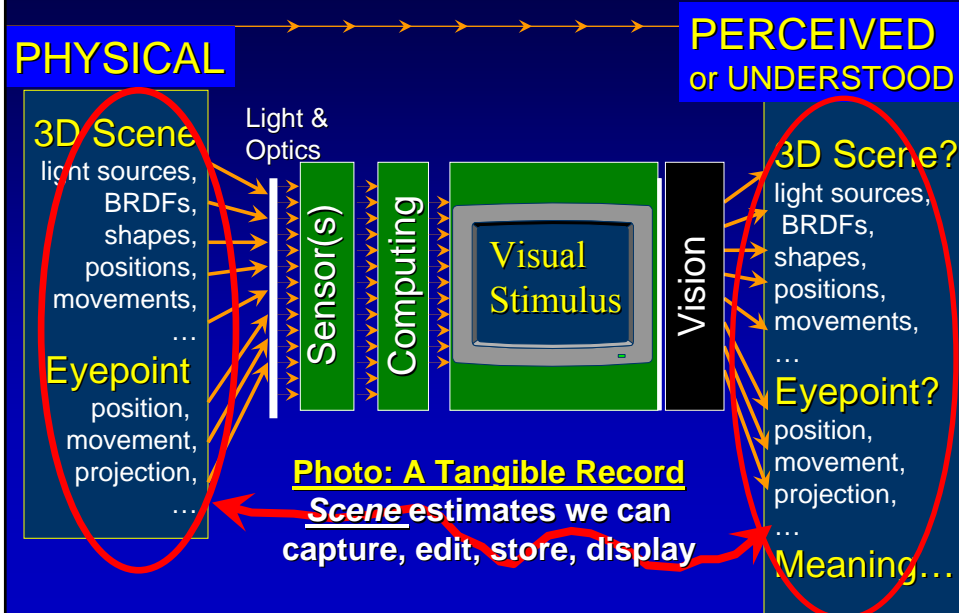 PHYSICAL
3D Scene
light sources,
BRDFs,
shapes,
positions,
movements,
…
Eyepoint
position,
movement,
projection,
…
Light &
Optics
Sensor(s)
Computing
Visual
Stimulus
Vision
PERCEIVED
or UNDERSTOOD
3D Scene?
light sources,
BRDFs,
shapes,
positions,
movements,
…
Eyepoint?
position,
movement,
projection,
…
Meaning…
Photo: A Tangible Record
Scene estimates we can
capture, edit, store, display